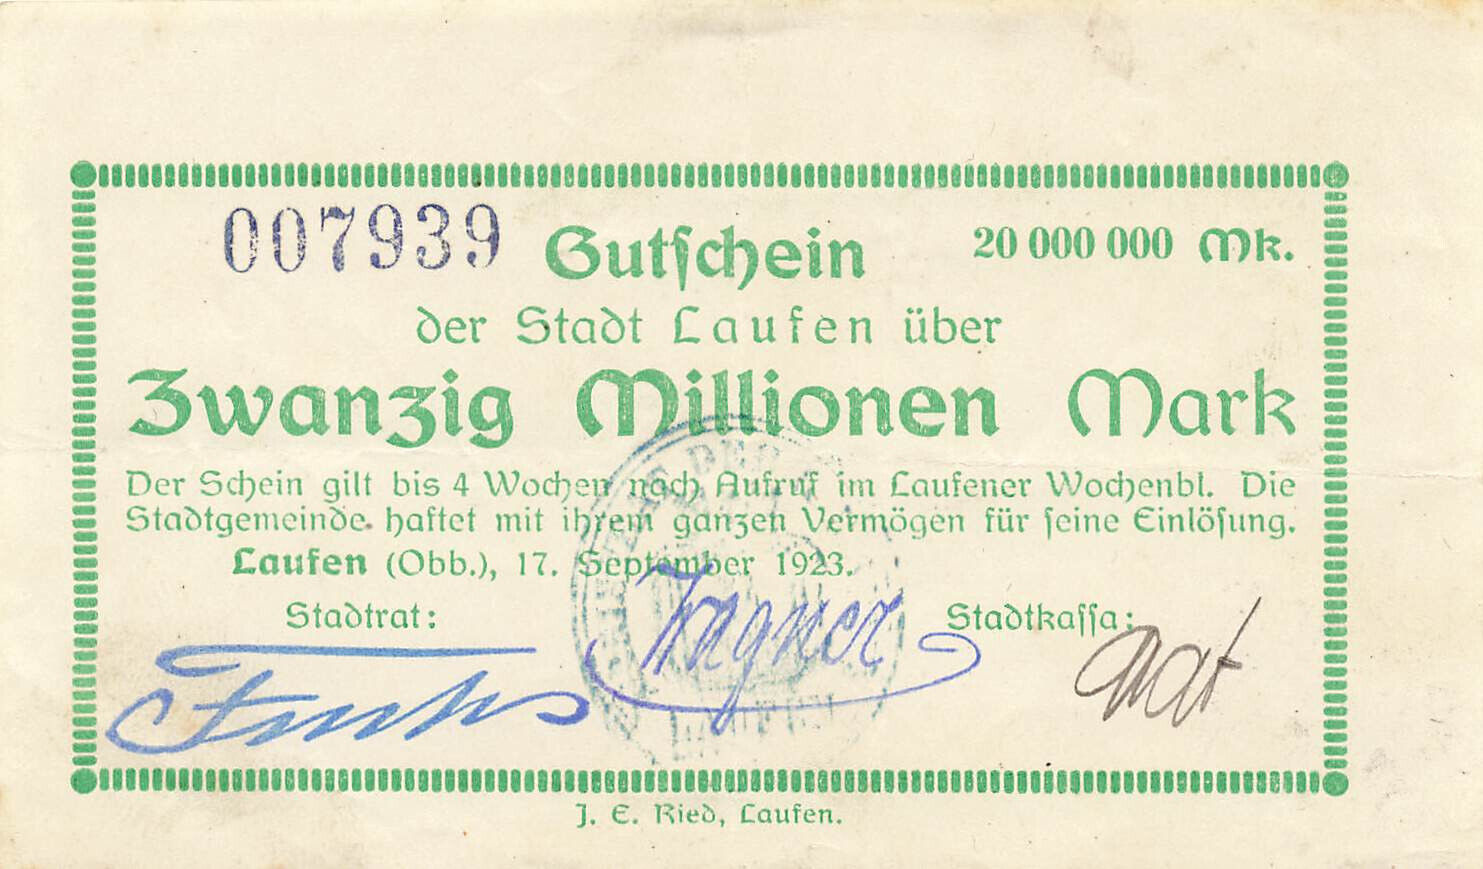 007939 Gutschein 20 000 000 Mk.
der Stadt Laufen über
Zwanzig Millionen Mark
Der Schein gilt bis 4 Wochen nach Aufruf im Laufener Wochenbl. Die
Stadtgemeinde haftet mit ihrem ganzen Vermögen für seine Einlösung.
Laufen (Obb.), 17. September 1923.
Stadtrat: Stadtkassa:
Fuchs Wagner
J. E. Ried, Laufen.